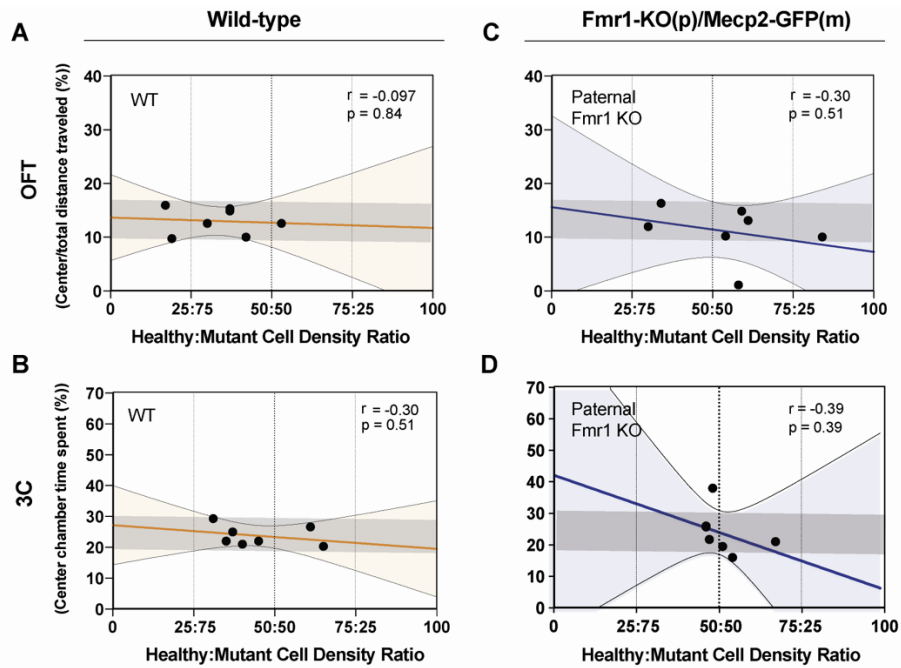 Wild-type
Fmr1-KO(p)/Mecp2-GFP(m)
A
C
OFT
(Center/total distance traveled (%))
40
30
20
10
0
WT
r = -0.097
p = 0.84
0
25:75
50:50
75:25
100
Healthy:Mutant Cell Density Ratio
40
30
20
10
0
Paternal
Fmr1 KO
r = -0.30
p = 0.51
0
25:75
50:50
75:25
100
Healthy:Mutant Cell Density Ratio
B
D
3C
(Center chamber time spent (%))
70
60
50
40
30
20
10
0
WT
r = -0.30
p = 0.51
0
25:75
50:50
75:25
100
Healthy:Mutant Cell Density Ratio
70
60
50
40
30
20
10
0
Paternal
Fmr1 KO
r = -0.39
p = 0.39
0
25:75
50:50
75:25
100
Healthy:Mutant Cell Density Ratio